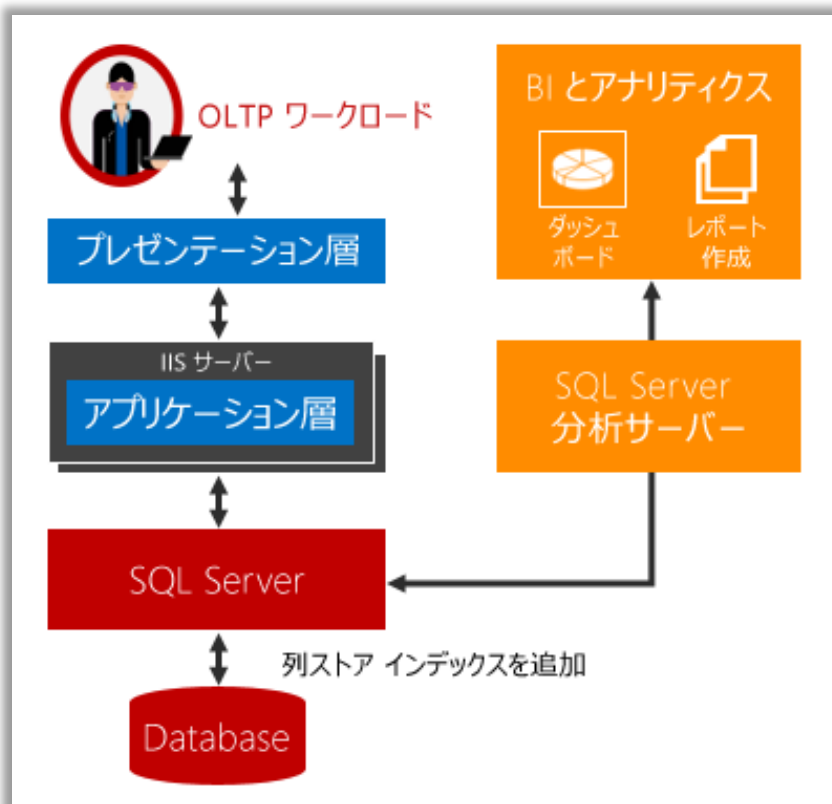 OLTP ワークロード
プレゼンテーション層
IIS サーバー
アプリケーション層
SQL Server
列ストア インデックスを追加
Database
BI とアナリティクス
ダッシュ
ボード
レポート
作成
SQL Server
分析サーバー